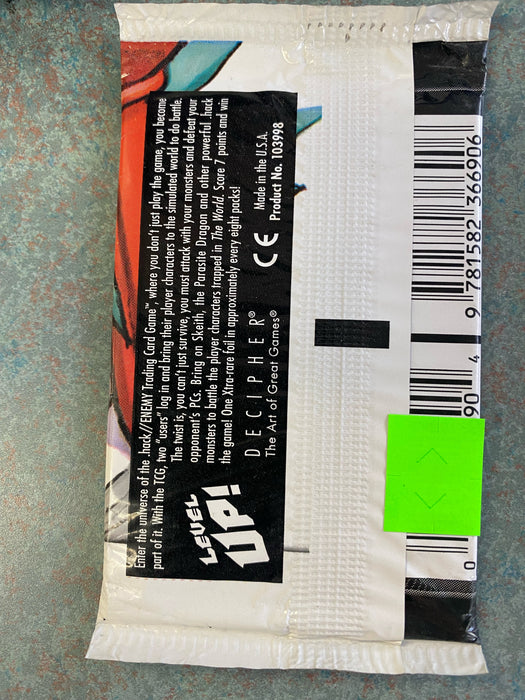 Enter the universe of the .hack//ENEMY Trading Card Game™, where you don't just play the game, you become
part of it. With the TCG, two "users" log in and bring their player characters to the simulated world to do battle.
The twist is, you can't just survive, you must attack with your monsters and defeat your
opponent's PCs. Bring on Skeith, the Parasite Dragon and other powerful .hack
monsters to battle the player characters trapped in The World. Score 7 points and win
the game! One Xtra-rare foil in approximately every eight packs!
LEVEL
UP!
DECIPHER®
The Art of Great Games®
CE
Made in the U.S.A.
Product No. 103998
0
90
4
9 781582 366906